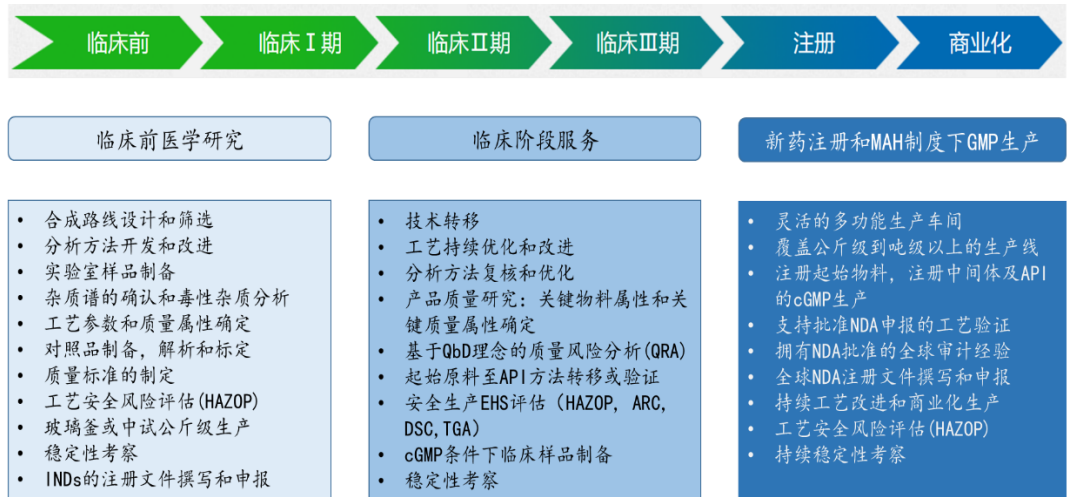 临床前
临床Ⅰ期
临床Ⅱ期
临床Ⅲ期
注册
商业化
临床前医学研究
• 合成路线设计和筛选
• 分析方法开发和改进
• 实验室样品制备
• 杂质谱的确认和毒性杂质分析
• 工艺参数和质量属性确定
• 对照品制备，解析和标定
• 质量标准的制定
• 工艺安全风险评估(HAZOP)
• 玻璃釜或中试公斤级生产
• 稳定性考察
• INDs的注册文件撰写和申报
临床阶段服务
• 技术转移
• 工艺持续优化和改进
• 分析方法复核和优化
• 产品质量研究：关键物料属性和关
键质量属性确定
• 基于QbD理念的质量风险分析(QRA)
• 起始原料至API方法转移或验证
• 安全生产EHS评估（HAZOP, ARC,
DSC,TGA）
• cGMP条件下临床样品制备
• 稳定性考察
新药注册和MAH制度下GMP生产
• 灵活的多功能生产车间
• 覆盖公斤级到吨级以上的生产线
• 注册起始物料，注册中间体及API
的cGMP生产
• 支持批准NDA申报的工艺验证
• 拥有NDA批准的全球审计经验
• 全球NDA注册文件撰写和申报
• 持续工艺改进和商业化生产
• 工艺安全风险评估(HAZOP)
• 持续稳定性考察